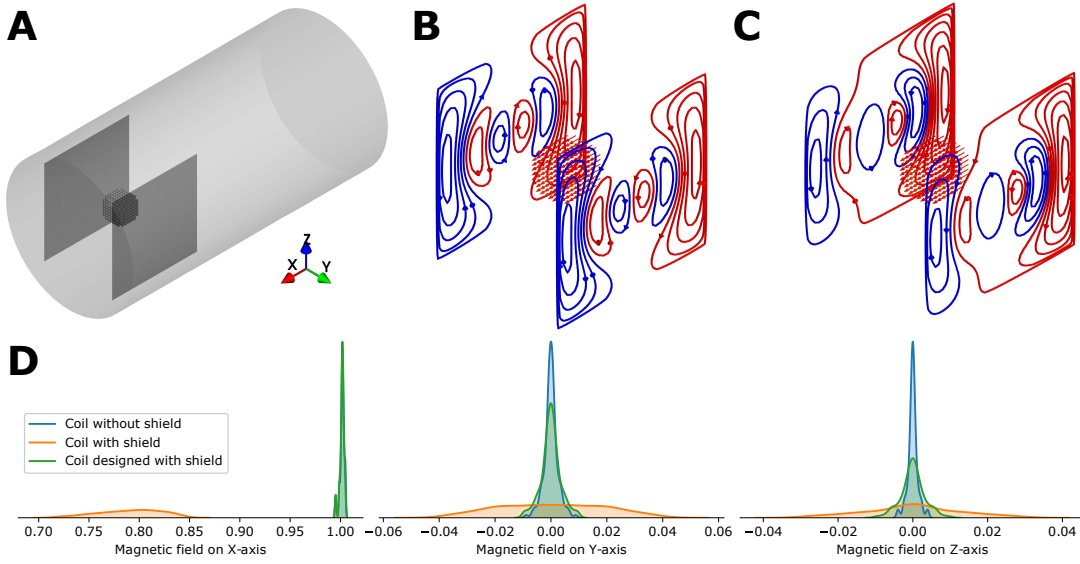 A
B
C
Z
X
Y
D
Coil without shield
Coil with shield
Coil designed with shield
0.70 0.75 0.80 0.85 0.90 0.95 1.00
Magnetic field on X-axis
−0.06 −0.04 −0.02 0.00 0.02 0.04 0.06
Magnetic field on Y-axis
−0.04 −0.02 0.00 0.02 0.04
Magnetic field on Z-axis